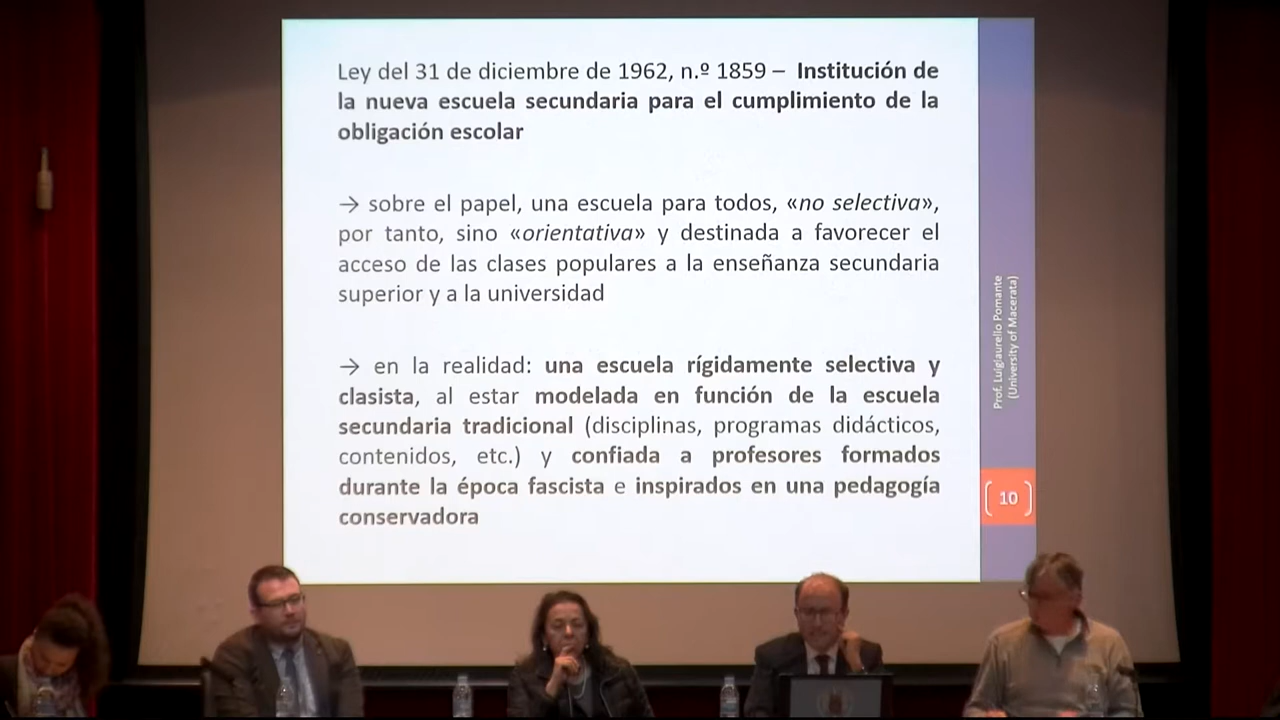 Ley del 31 de diciembre de 1962, n.º 1859 – Institución de
la nueva escuela secundaria para el cumplimiento de la
obligación escolar
→ sobre el papel, una escuela para todos, «no selectiva»,
por tanto, sino «orientativa» y destinada a favorecer el
acceso de las clases populares a la enseñanza secundaria
superior y a la universidad
→ en la realidad: una escuela rígidamente selectiva y
clasista, al estar modelada en función de la escuela
secundaria tradicional (disciplinas, programas didácticos,
contenidos, etc.) y confiada a profesores formados
durante la época fascista e inspirados en una pedagogía
conservadora
Prof. Luigiaurelio Pomante
(University of Macerata)
10